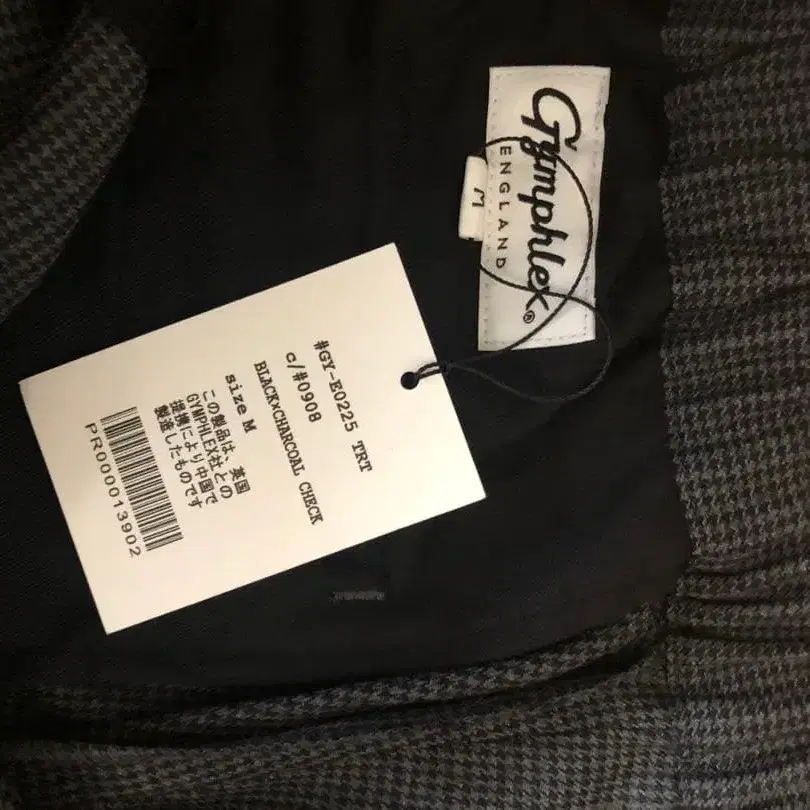 Gymphlex®
ENGLAND
M
#GY-E0225 TRT
c/#0908
BLACK×CHARCOAL CHECK
size M
この製品は、英国
GYMPHLEX社との
提携により中国で
製造したものです
PR000013902